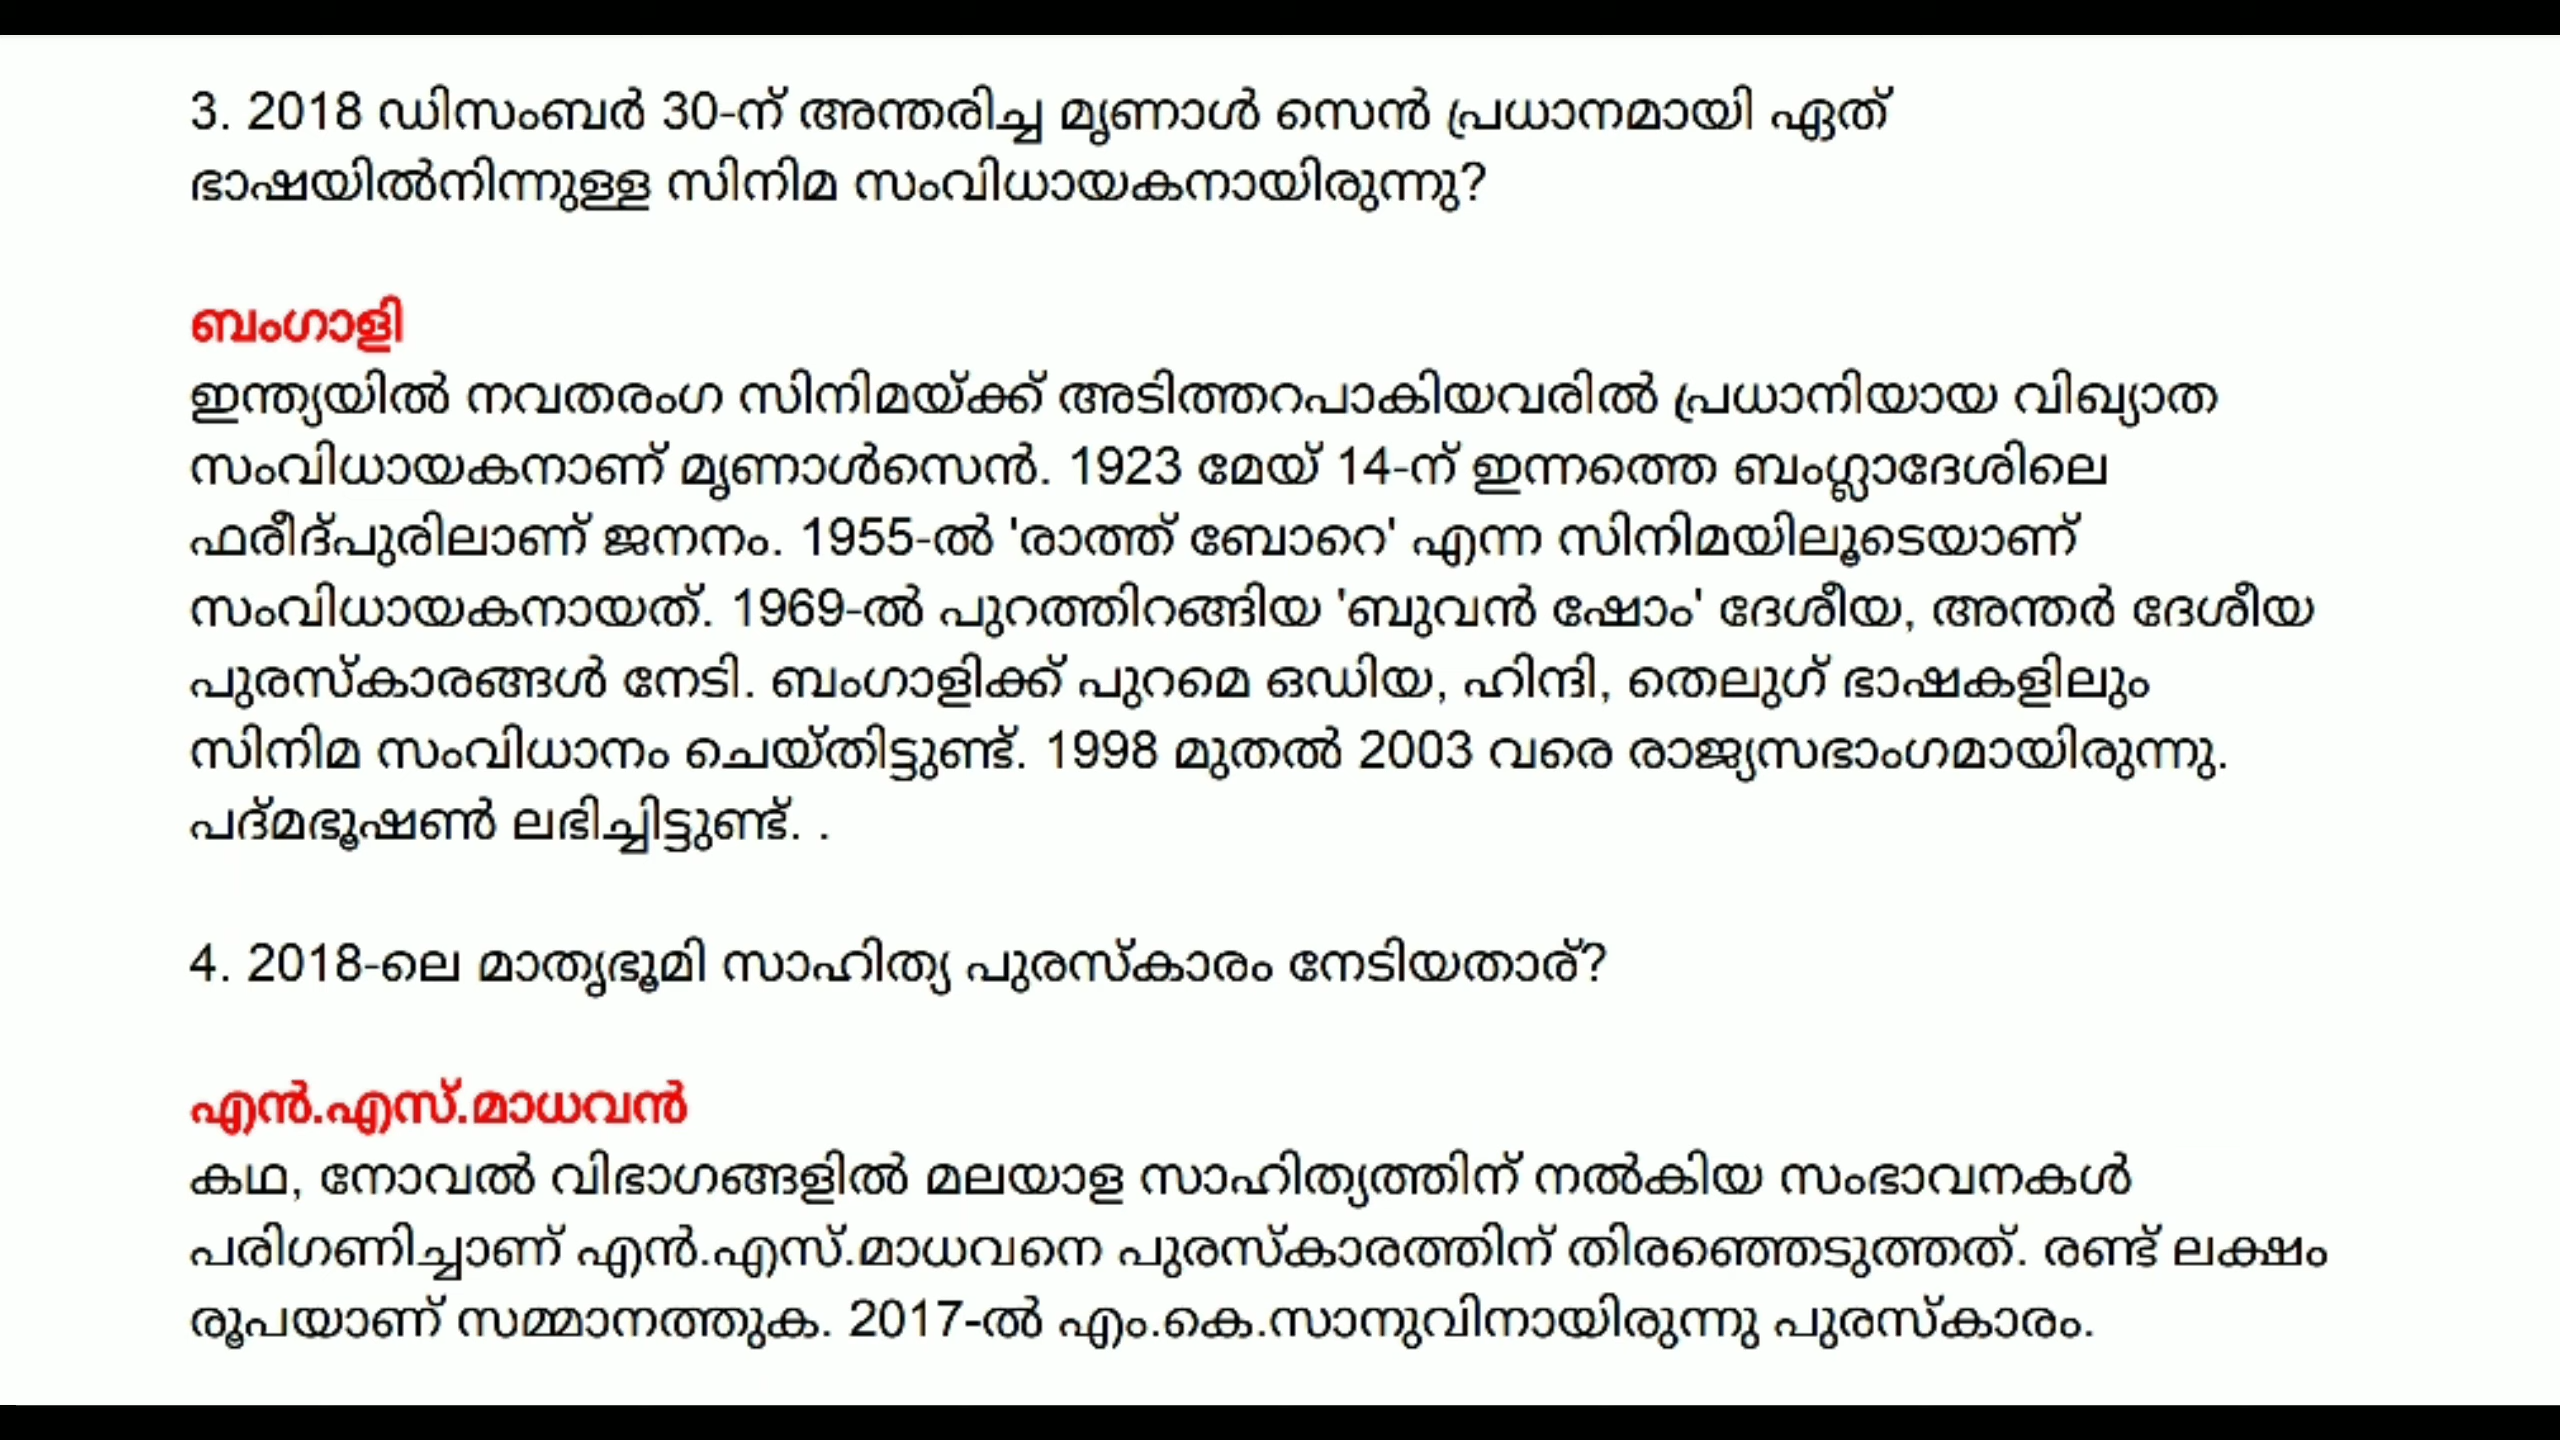 3. 2018 ഡിസംബർ 30-ന് അന്തരിച്ച മൃണാൾ സെൻ പ്രധാനമായി ഏത്
ഭാഷയിൽനിന്നുള്ള സിനിമ സംവിധായകനായിരുന്നു?
ബംഗാളി
ഇന്ത്യയിൽ നവതരംഗ സിനിമയ്ക്ക് അടിത്തറപാകിയവരിൽ പ്രധാനിയായ വിഖ്യാത
സംവിധായകനാണ് മൃണാൾസെൻ. 1923 മേയ് 14-ന് ഇന്നത്തെ ബംഗ്ലാദേശിലെ
ഫരീദ്പുരിലാണ് ജനനം. 1955-ൽ 'രാത്ത് ബോറെ' എന്ന സിനിമയിലൂടെയാണ്
സംവിധായകനായത്. 1969-ൽ പുറത്തിറങ്ങിയ 'ബുവൻ ഷോം' ദേശീയ, അന്തർ ദേശീയ
പുരസ്കാരങ്ങൾ നേടി. ബംഗാളിക്ക് പുറമെ ഒഡിയ, ഹിന്ദി, തെലുഗ് ഭാഷകളിലും
സിനിമ സംവിധാനം ചെയ്തിട്ടുണ്ട്. 1998 മുതൽ 2003 വരെ രാജ്യസഭാംഗമായിരുന്നു.
പദ്മഭൂഷൺ ലഭിച്ചിട്ടുണ്ട്. .
4. 2018-ലെ മാതൃഭൂമി സാഹിത്യ പുരസ്കാരം നേടിയതാര്?
എൻ.എസ്.മാധവൻ
കഥ, നോവൽ വിഭാഗങ്ങളിൽ മലയാള സാഹിത്യത്തിന് നൽകിയ സംഭാവനകൾ
പരിഗണിച്ചാണ് എൻ.എസ്.മാധവനെ പുരസ്കാരത്തിന് തിരഞ്ഞെടുത്തത്. രണ്ട് ലക്ഷം
രൂപയാണ് സമ്മാനത്തുക. 2017-ൽ എം.കെ.സാനുവിനായിരുന്നു പുരസ്കാരം.